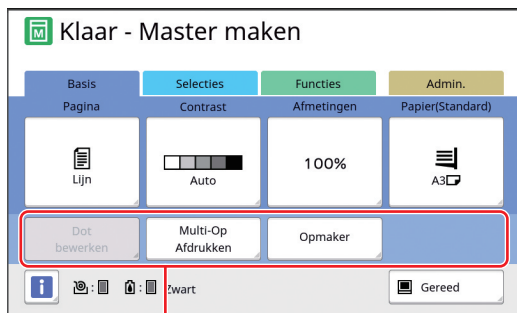 Klaar - Master maken
Basis Selecties Functies Admin.
Pagina Contrast Afmetingen Papier(Standard)
Lijn Auto 100% A3
Dot bewerken
Multi-Op Afdrukken
Opmaker
i : : Zwart Gereed